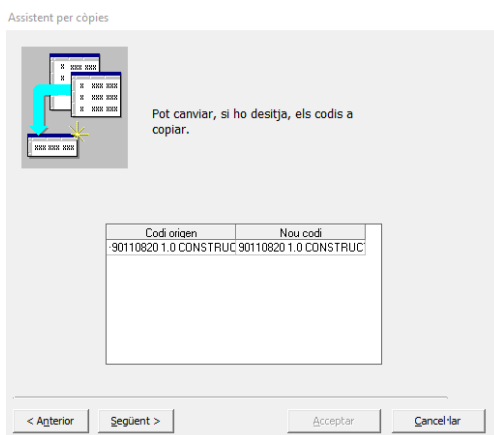 Assistent per còpies
Pot canviar, si ho desitja, els codis a
copiar.
Codi origen Nou codi
90110820 1.0 CONSTRUC 90110820 1.0 CONSTRUC
< Anterior Següent > Acceptar Cancel·lar